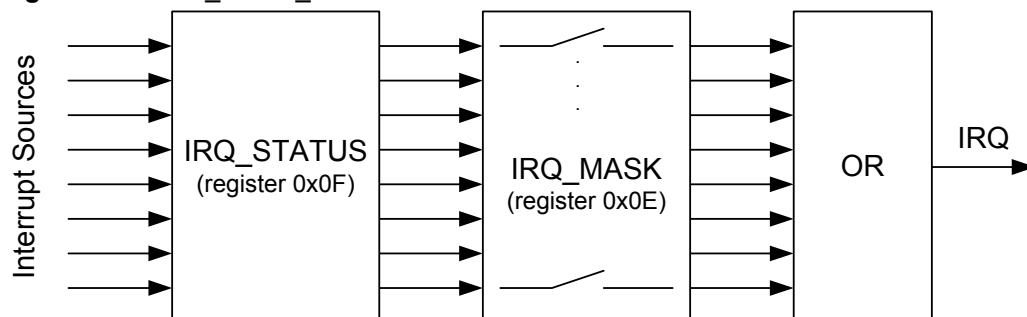 Interrupt Sources
IRQ_STATUS
(register 0x0F)
IRQ_MASK
(register 0x0E)
OR
IRQ